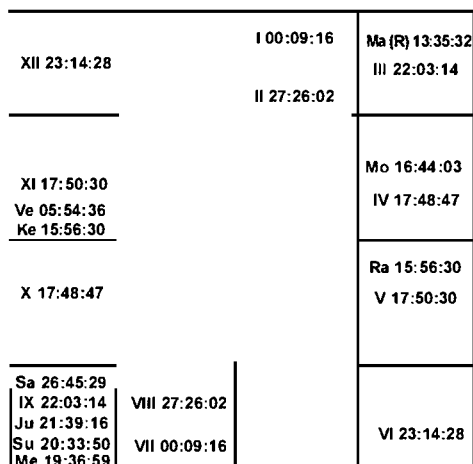 XII 23:14:28
I 00:09:16
II 27:26:02
Ma (R) 13:35:32
III 22:03:14
XI 17:50:30
Ve 05:54:36
Ke 15:56:30
Mo 16:44:03
IV 17:48:47
X 17:48:47
Ra 15:56:30
V 17:50:30
Sa 26:45:29
IX 22:03:14
Ju 21:39:16
Su 20:33:50
Me 19:36:59
VIII 27:26:02
VII 00:09:16
VI 23:14:28